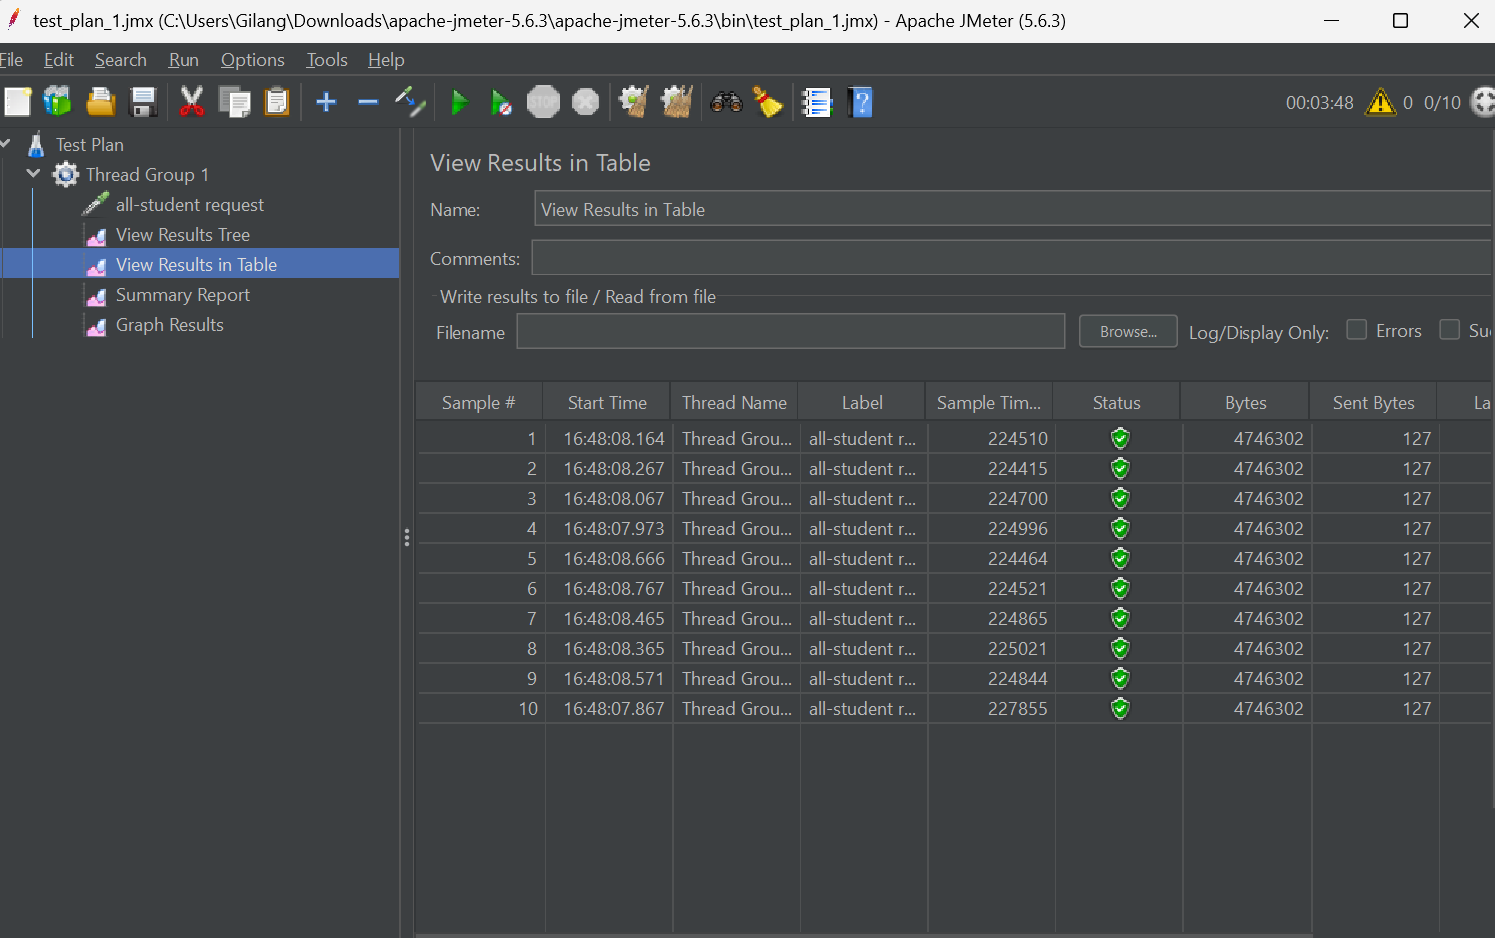 test_plan_1.jmx (C:\Users\Gilang\Downloads\apache-jmeter-5.6.3\apache-jmeter-5.6.3\bin\test_plan_1.jmx) - Apache JMeter (5.6.3)
File Edit Search Run Options Tools Help
STOP 00:03:48 0 0/10
Test Plan
Thread Group 1
all-student request
View Results Tree
View Results in Table
Summary Report
Graph Results
View Results in Table
Name: View Results in Table
Comments:
Write results to file / Read from file
Filename Browse... Log/Display Only: Errors Su
Sample # Start Time Thread Name Label Sample Tim... Status Bytes Sent Bytes La
1 16:48:08.164 Thread Grou... all-student r... 224510 4746302 127
2 16:48:08.267 Thread Grou... all-student r... 224415 4746302 127
3 16:48:08.067 Thread Grou... all-student r... 224700 4746302 127
4 16:48:07.973 Thread Grou... all-student r... 224996 4746302 127
5 16:48:08.666 Thread Grou... all-student r... 224464 4746302 127
6 16:48:08.767 Thread Grou... all-student r... 224521 4746302 127
7 16:48:08.465 Thread Grou... all-student r... 224865 4746302 127
8 16:48:08.365 Thread Grou... all-student r... 225021 4746302 127
9 16:48:08.571 Thread Grou... all-student r... 224844 4746302 127
10 16:48:07.867 Thread Grou... all-student r... 227855 4746302 127